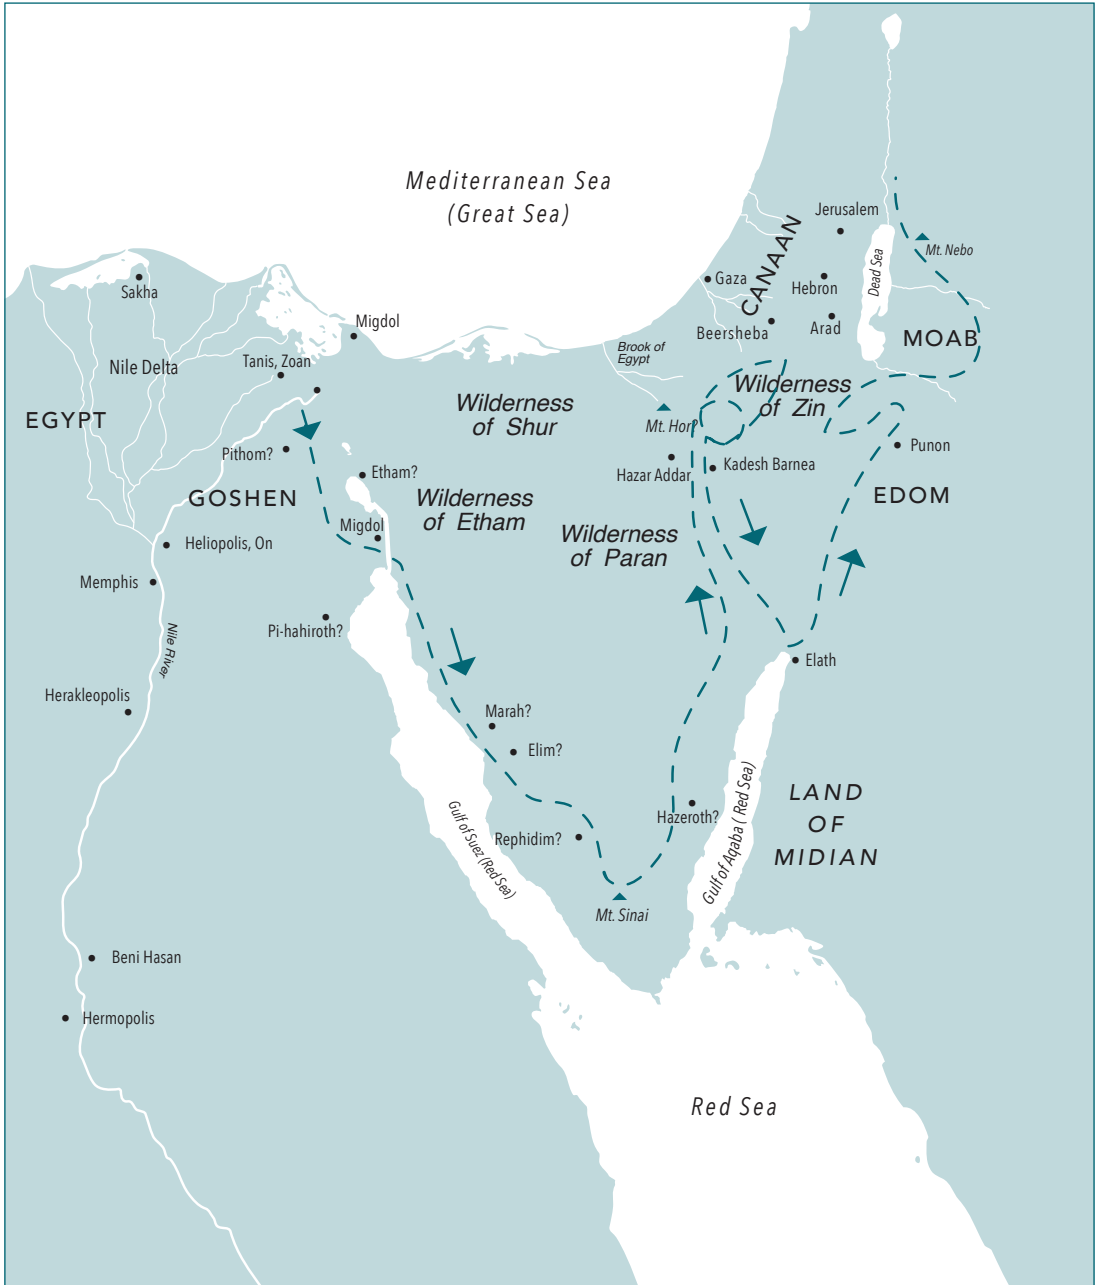 Mediterranean Sea
(Great Sea)
Jerusalem
CANAAN
Mt. Nebo
Dead Sea
Gaza
Hebron
Sakha
Migdol
Beersheba
Arad
MOAB
Brook of
Egypt
Nile Delta
Tanis, Zoan
Wilderness
of Zin
Wilderness
of Shur
EGYPT
Mt. Hor?
Pithom?
Punon
Etham?
Hazar Addar
Kadesh Barnea
GOSHEN
Wilderness
of Etham
EDOM
Migdol
Wilderness
of Paran
Heliopolis, On
Memphis
Pi-hahiroth?
Nile River
Elath
Herakleopolis
Marah?
Elim?
LAND
OF
MIDIAN
Hazeroth?
Gulf of Aqaba ( Red Sea)
Rephidim?
Gulf of Suez (Red Sea)
Mt. Sinai
Beni Hasan
Hermopolis
Red Sea